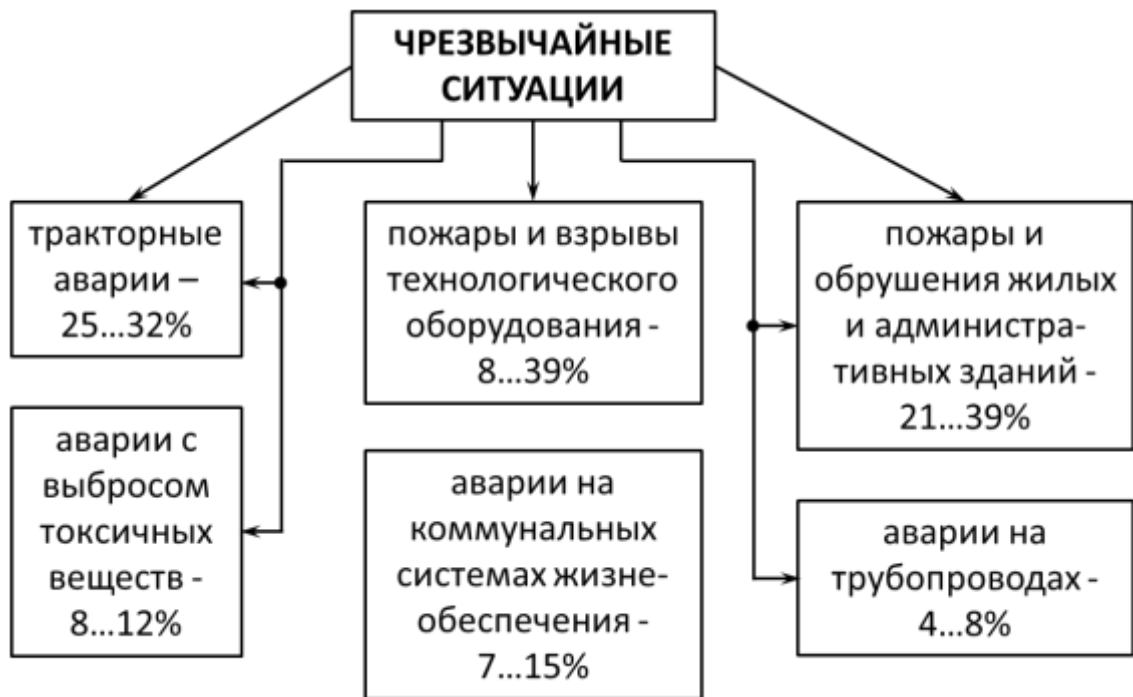 ЧРЕЗВЫЧАЙНЫЕ
СИТУАЦИИ
тракторные
аварии –
25...32%
пожары и взрывы
технологического
оборудования -
8...39%
пожары и
обрушения жилых
и администра-
тивных зданий -
21...39%
аварии с
выбросом
токсичных
веществ -
8...12%
аварии на
коммунальных
системах жизне-
обеспечения -
7...15%
аварии на
трубопроводах -
4...8%